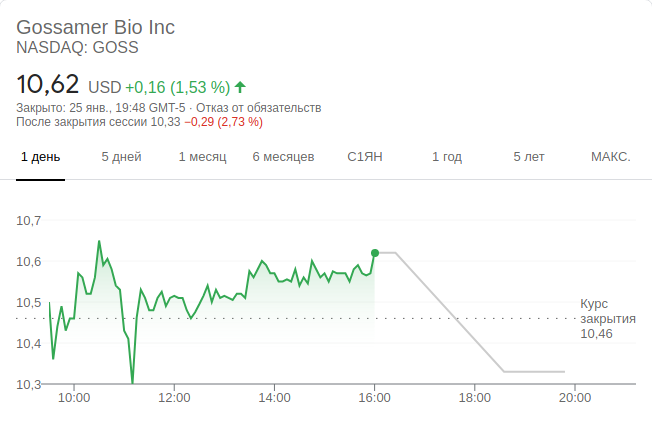 Gossamer Bio Inc
NASDAQ: GOSS
10,62 USD +0,16 (1,53 %)
Закрыто: 25 янв., 19:48 GMT-5 · Отказ от обязательств
После закрытия сессии 10,33 −0,29 (2,73 %)
1 день 5 дней 1 месяц 6 месяцев С1ЯН 1 год 5 лет МАКС.
10,7
10,6
10,5
10,4
10,3
Курс
закрытия
10,46
10:00 12:00 14:00 16:00 18:00 20:00